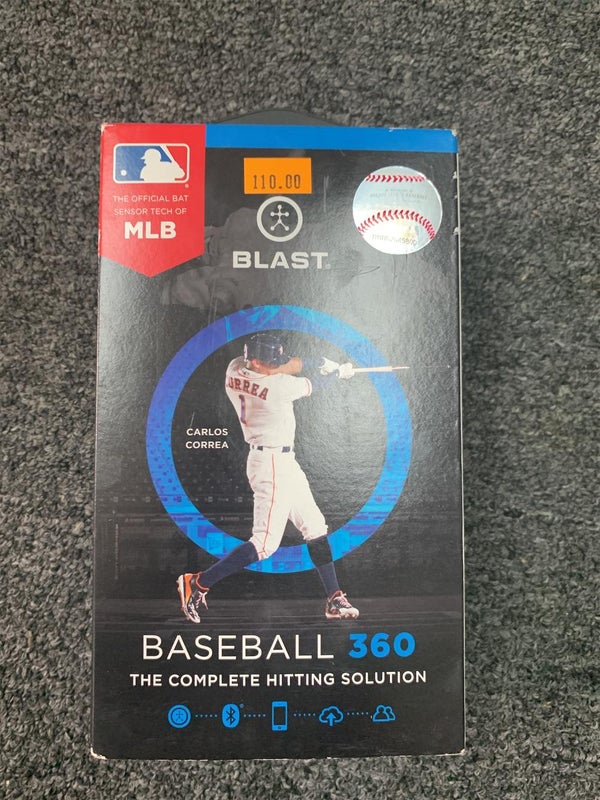 THE OFFICIAL BAT
SENSOR TECH OF
MLB
110.00
BLAST
CORREA
1
CARLOS
CORREA
BASEBALL 360
THE COMPLETE HITTING SOLUTION